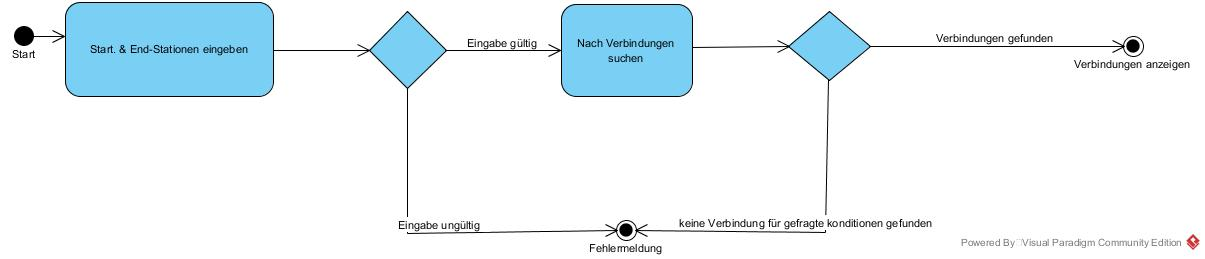 Start
Start. & End-Stationen eingeben
Eingabe gültig
Nach Verbindungen
suchen
Verbindungen gefunden
Verbindungen anzeigen
Eingabe ungültig
keine Verbindung für gefragte konditionen gefunden
Fehlermeldung
Powered By Visual Paradigm Community Edition